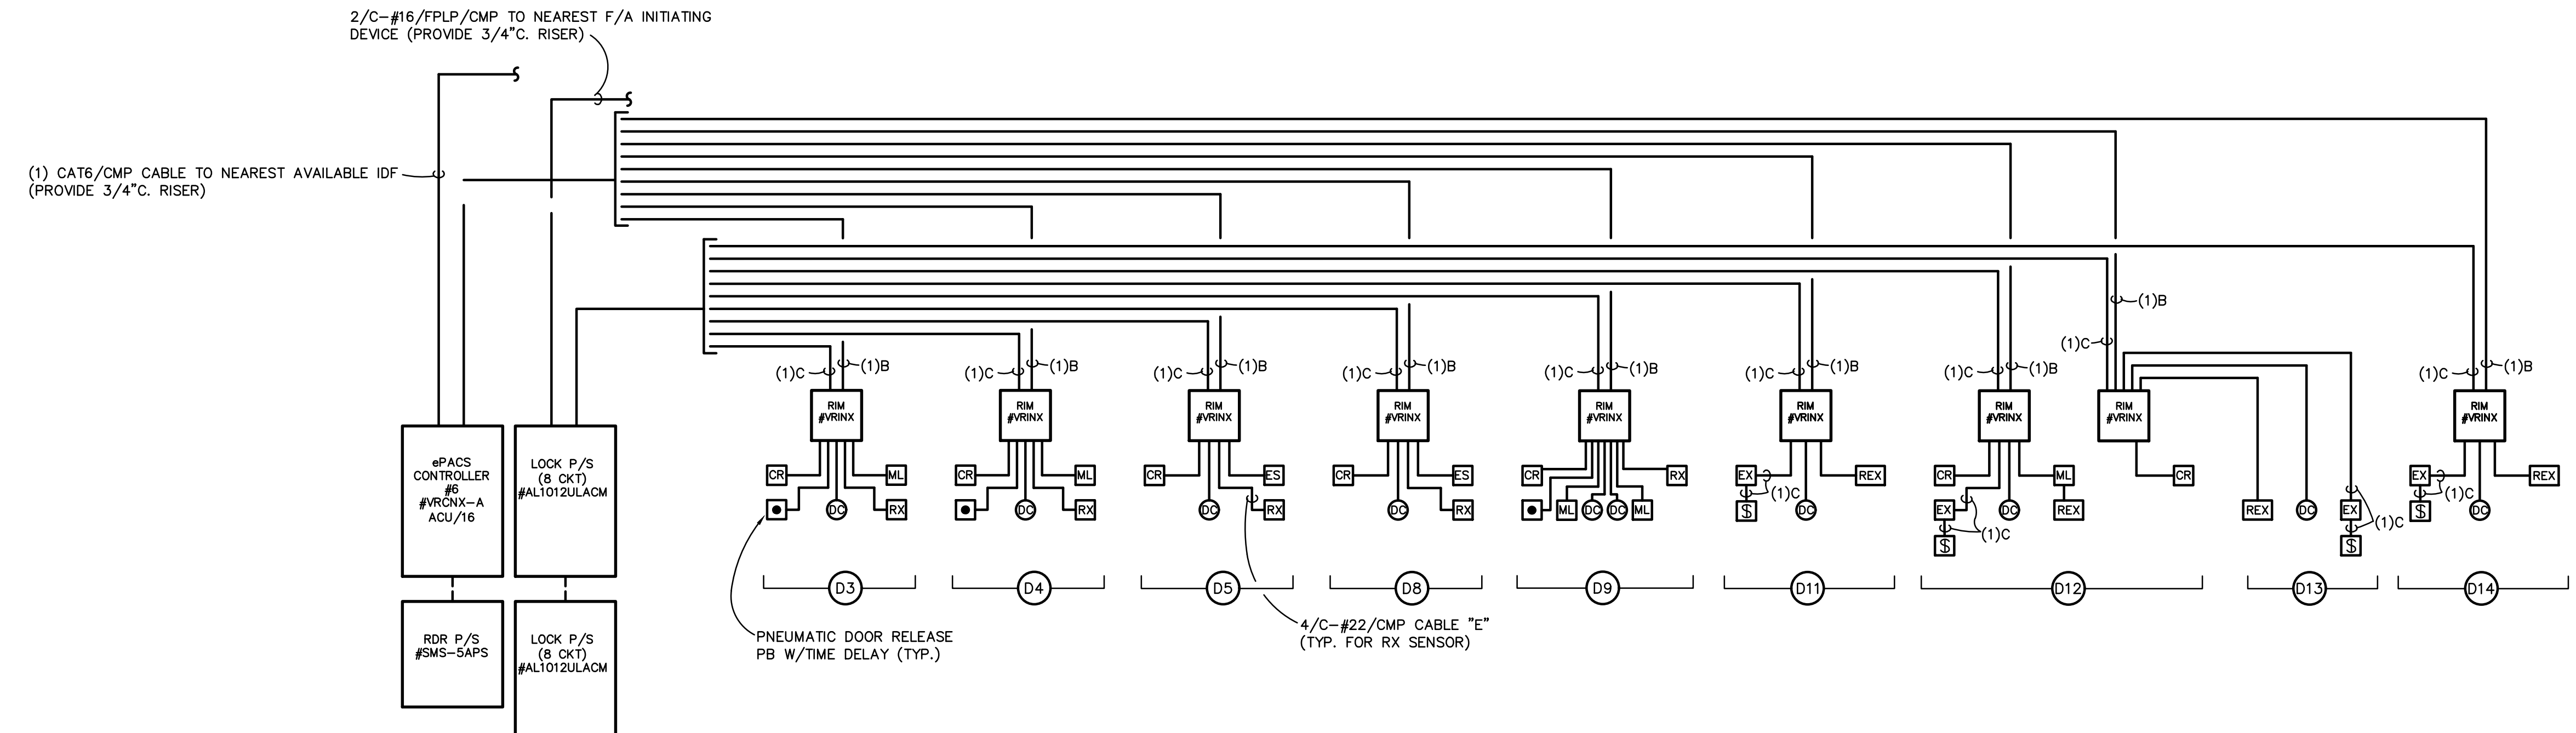 2/C-#16/FPLP/CMP TO NEAREST F/A INITIATING
DEVICE (PROVIDE 3/4"C. RISER)
(1) CAT6/CMP CABLE TO NEAREST AVAILABLE IDF
(PROVIDE 3/4"C. RISER)
(1)B
(1)C
(1)C
(1)B
(1)C
(1)B
(1)C
(1)B
(1)C
(1)B
(1)C
(1)B
(1)C
(1)B
(1)C
(1)B
(1)C
(1)B
RIM
#VRINX
RIM
#VRINX
RIM
#VRINX
RIM
#VRINX
RIM
#VRINX
RIM
#VRINX
RIM
#VRINX
RIM
#VRINX
RIM
#VRINX
ePACS
CONTROLLER
#6
#VRCNX-A
ACU/16
LOCK P/S
(8 CKT)
#AL1012ULACM
CR
ML
DC
RX
CR
ML
DC
RX
CR
ES
DC
RX
CR
ES
DC
RX
CR
RX
ML
DC
DC
ML
EX
REX
(1)C
$
DC
CR
ML
EX
DC
REX
(1)C
$
CR
REX
DC
EX
(1)C
$
EX
REX
(1)C
$
DC
D3
D4
D5
D8
D9
D11
D12
D13
D14
RDR P/S
#SMS-5APS
LOCK P/S
(8 CKT)
#AL1012ULACM
PNEUMATIC DOOR RELEASE
PB W/TIME DELAY (TYP.)
4/C-#22/CMP CABLE "E"
(TYP. FOR RX SENSOR)